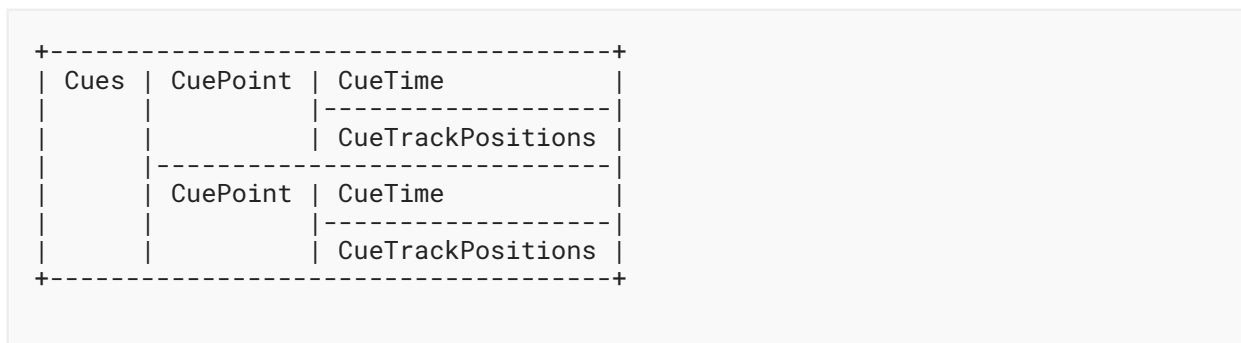 +-------------------------------------+
| Cues | CuePoint | CueTime           |
|      |          |-------------------|
|      |          | CueTrackPositions |
|      |------------------------------|
|      | CuePoint | CueTime           |
|      |          |-------------------|
|      |          | CueTrackPositions |
+-------------------------------------+